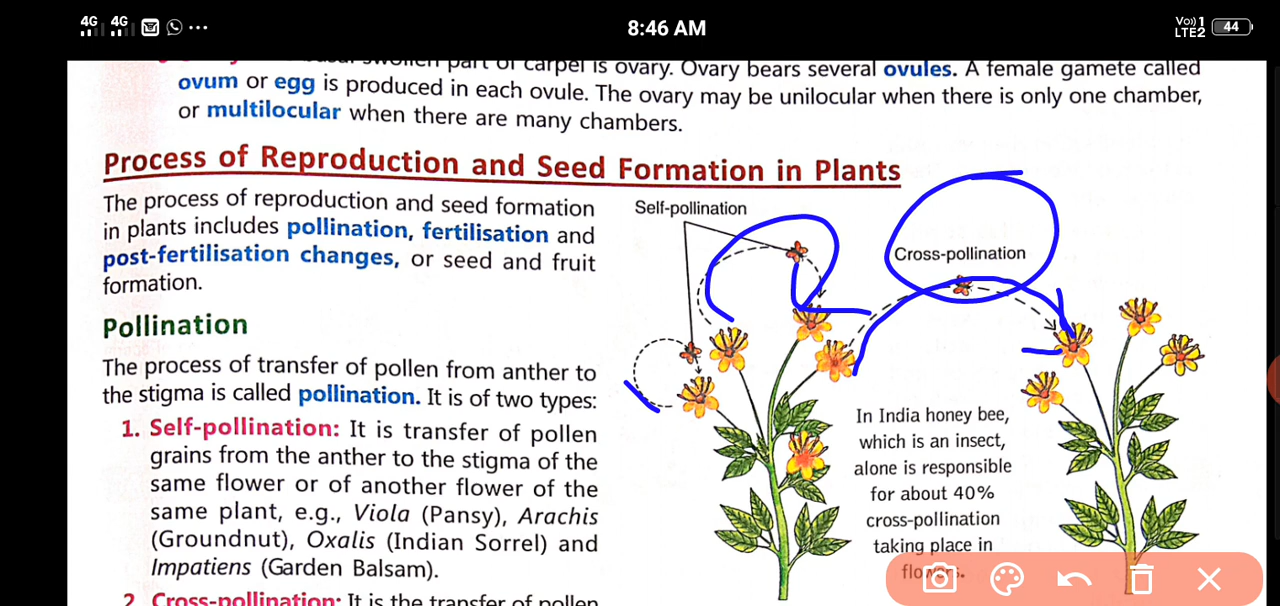 4G 4G 8:46 AM Vo)) 1 LTE2 44
swollen part of carpel is ovary. Ovary bears several ovules. A female gamete called
ovum or egg is produced in each ovule. The ovary may be unilocular when there is only one chamber,
or multilocular when there are many chambers.
Process of Reproduction and Seed Formation in Plants
The process of reproduction and seed formation
in plants includes pollination, fertilisation and
post-fertilisation changes, or seed and fruit
formation.
Pollination
The process of transfer of pollen from anther to
the stigma is called pollination. It is of two types:
1. Self-pollination: It is transfer of pollen
grains from the anther to the stigma of the
same flower or of another flower of the
same plant, e.g., Viola (Pansy), Arachis
(Groundnut), Oxalis (Indian Sorrel) and
Impatiens (Garden Balsam).
2. Cross-pollination: It is the transfer of pollen
Self-pollination
Cross-pollination
In India honey bee,
which is an insect,
alone is responsible
for about 40%
cross-pollination
taking place in
flowers.